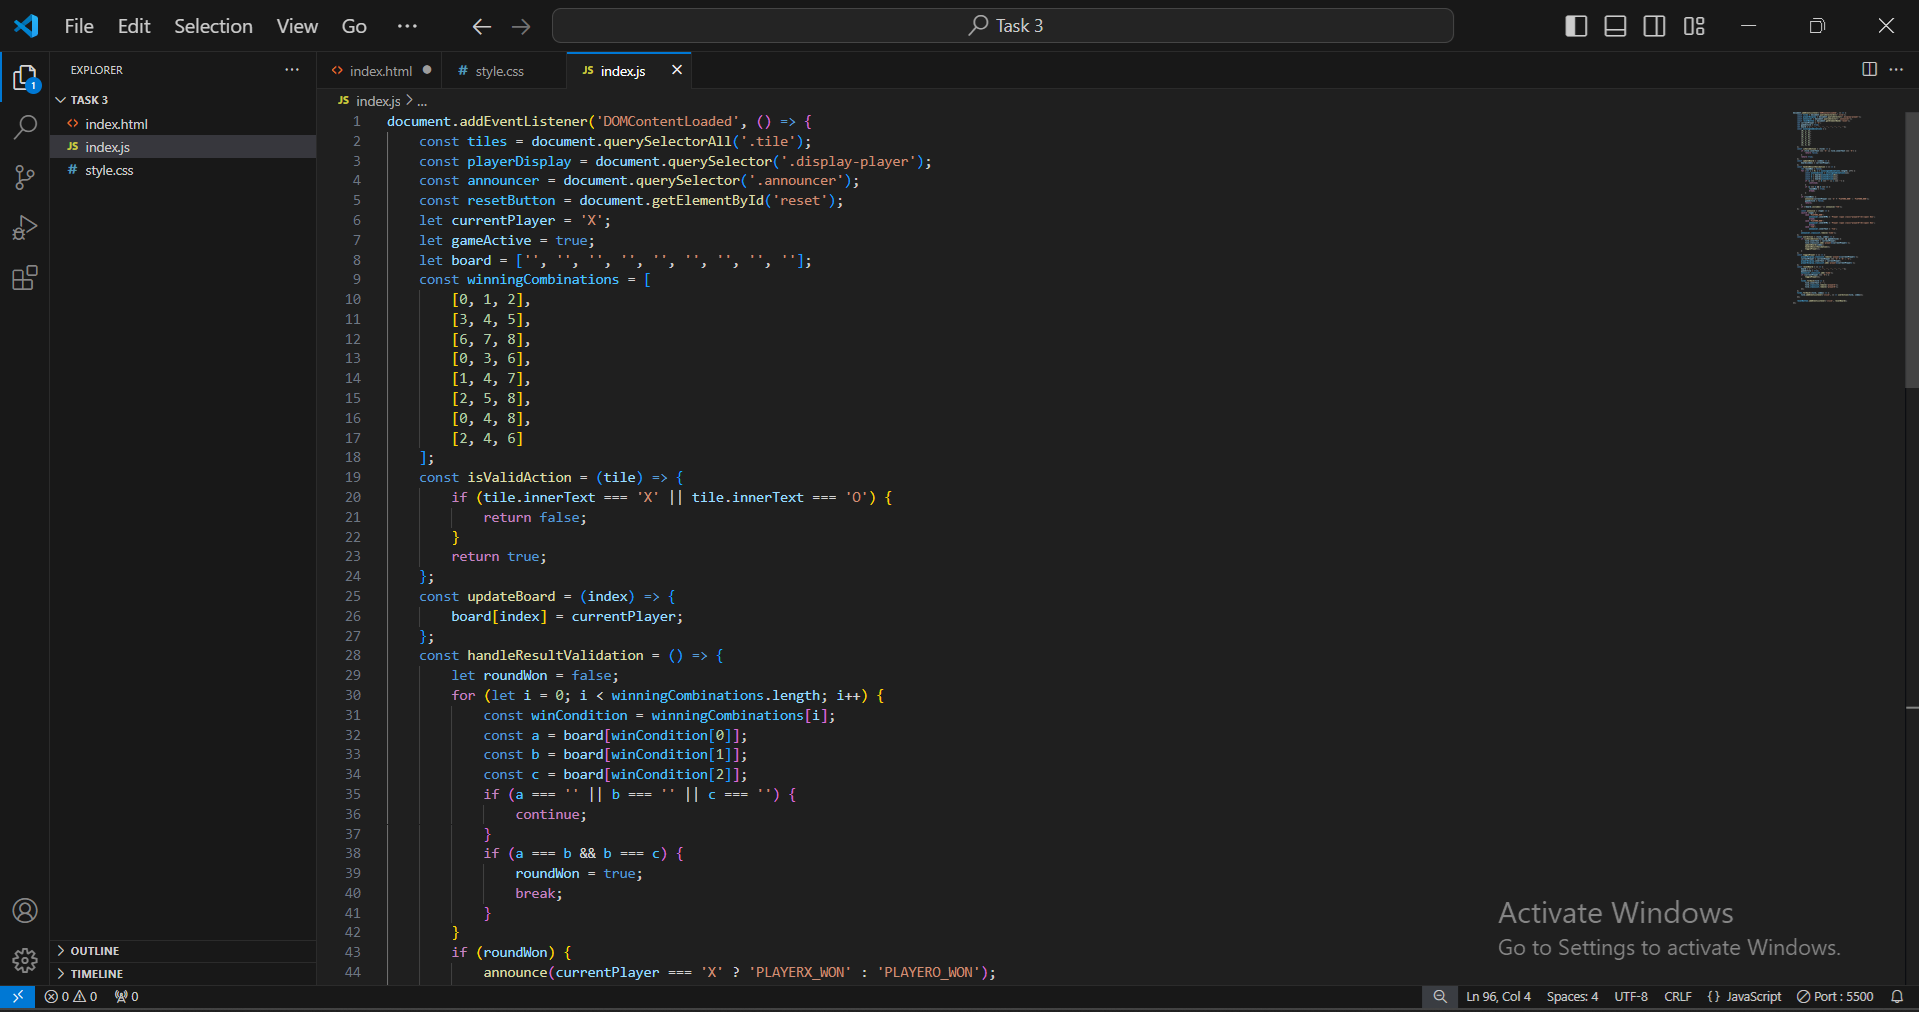 File Edit Selection View Go ··· Task 3
EXPLORER ···
TASK 3
index.html
JS index.js
# style.css
OUTLINE
TIMELINE
1
index.html ●
# style.css
JS index.js ×
JS index.js > ...
1 document.addEventListener('DOMContentLoaded', () => {
2 const tiles = document.querySelectorAll('.tile');
3 const playerDisplay = document.querySelector('.display-player');
4 const announcer = document.querySelector('.announcer');
5 const resetButton = document.getElementById('reset');
6 let currentPlayer = 'X';
7 let gameActive = true;
8 let board = ['', '', '', '', '', '', '', '', ''];
9 const winningCombinations = [
10 [0, 1, 2],
11 [3, 4, 5],
12 [6, 7, 8],
13 [0, 3, 6],
14 [1, 4, 7],
15 [2, 5, 8],
16 [0, 4, 8],
17 [2, 4, 6]
18 ];
19 const isValidAction = (tile) => {
20 if (tile.innerText === 'X' || tile.innerText === 'O') {
21 return false;
22 }
23 return true;
24 };
25 const updateBoard = (index) => {
26 board[index] = currentPlayer;
27 };
28 const handleResultValidation = () => {
29 let roundWon = false;
30 for (let i = 0; i < winningCombinations.length; i++) {
31 const winCondition = winningCombinations[i];
32 const a = board[winCondition[0]];
33 const b = board[winCondition[1]];
34 const c = board[winCondition[2]];
35 if (a === '' || b === '' || c === '') {
36 continue;
37 }
38 if (a === b && b === c) {
39 roundWon = true;
40 break;
41 }
42 }
43 if (roundWon) {
44 announce(currentPlayer === 'X' ? 'PLAYERX_WON' : 'PLAYERO_WON');
Activate Windows
Go to Settings to activate Windows.
0 0 0 Ln 96, Col 4 Spaces: 4 UTF-8 CRLF {} JavaScript Port : 5500